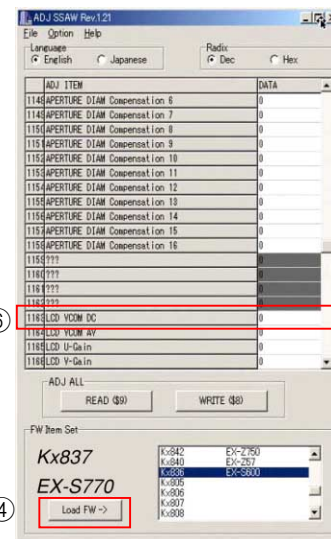 ADJ SSAW Rev.1.21
File Option Help
Language
English Japanese
Radix
Dec Hex
ADJ ITEM DATA
1148 APERTURE DIAM Compensation 6 0
1149 APERTURE DIAM Compensation 7 0
1150 APERTURE DIAM Compensation 8 0
1151 APERTURE DIAM Compensation 9 0
1152 APERTURE DIAM Compensation 10 0
1153 APERTURE DIAM Compensation 11 0
1154 APERTURE DIAM Compensation 12 0
1155 APERTURE DIAM Compensation 13 0
1156 APERTURE DIAM Compensation 14 0
1157 APERTURE DIAM Compensation 15 0
1158 APERTURE DIAM Compensation 16 0
1159 ??? 0
1160 ??? 0
1161 ??? 0
1162 ??? 0
1163 LCD VCOM DC 0
1164 LCD VCOM AV 0
1165 LCD U-Gain 0
1166 LCD V-Gain 0
ADJ ALL
READ ($9) WRITE ($8)
FW Item Set
Kx837
EX-S770
Load FW ->
Kx842 EX-Z750
Kx840 EX-Z57
Kx836 EX-S600
Kx805
Kx806
Kx807
Kx808